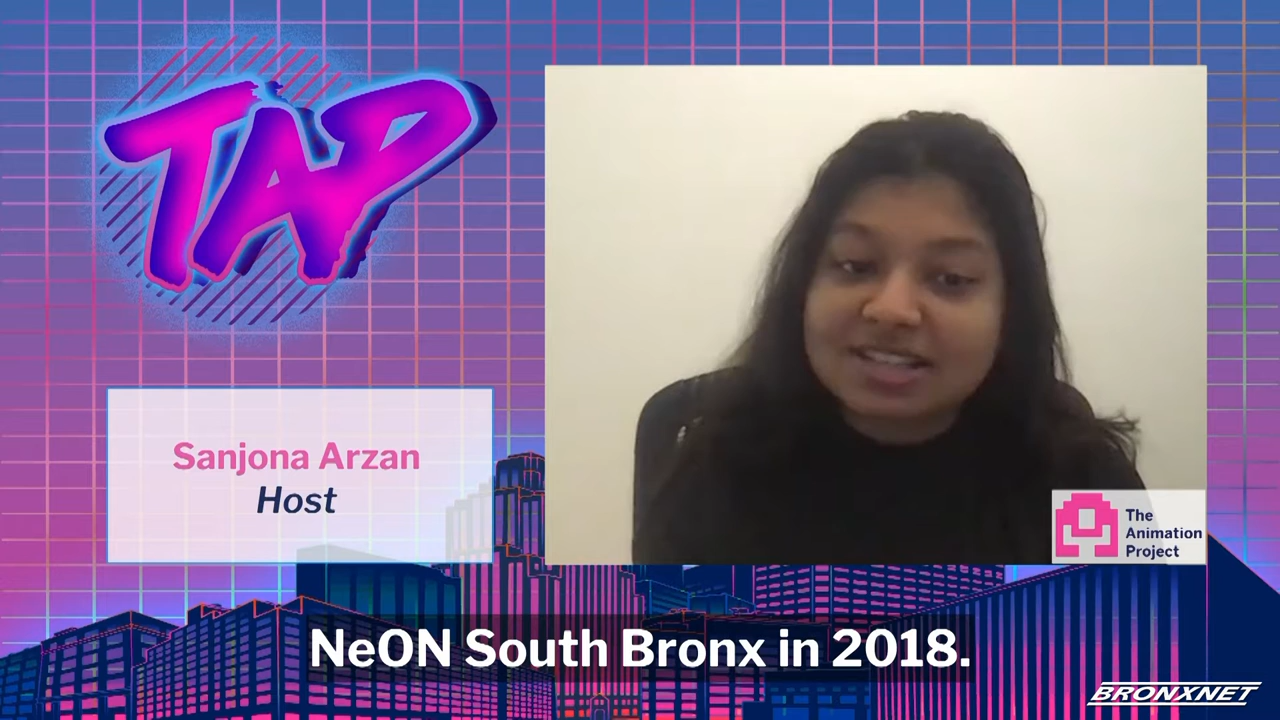 TAP
Sanjona Arzan
Host
The
Animation
Project
NeON South Bronx in 2018.
BRONXNET